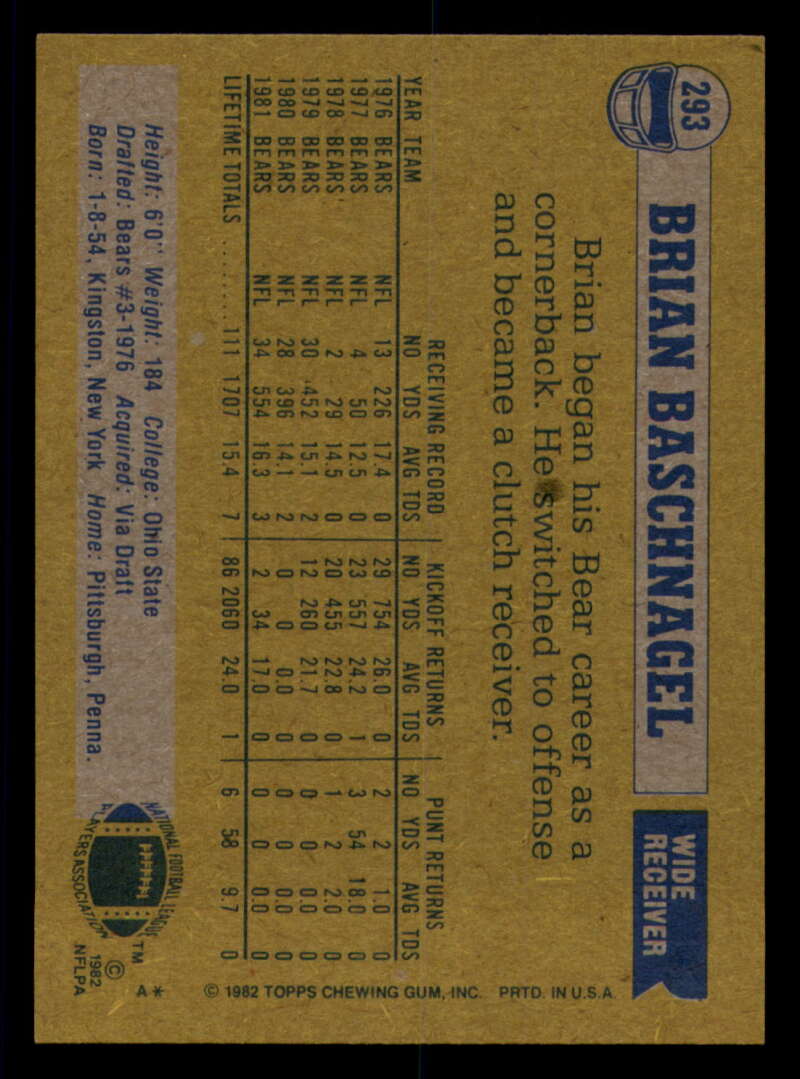 293
BRIAN BASCHNAGEL
WIDE
RECEIVER
Brian began his Bear career as a
cornerback. He switched to offense
and became a clutch receiver.
RECEIVING RECORD KICKOFF RETURNS PUNT RETURNS
YEAR TEAM NO YDS AVG TDS NO YDS AVG TDS NO YDS AVG TDS
1976 BEARS NFL 13 226 17.4 0 29 754 26.0 0 2 2 1.0 0
1977 BEARS NFL 4 50 12.5 0 23 557 24.2 1 3 54 18.0 0
1978 BEARS NFL 2 29 14.5 0 20 455 22.8 0 1 2 2.0 0
1979 BEARS NFL 30 452 15.1 2 12 260 21.7 0 0 0 0.0 0
1980 BEARS NFL 28 396 14.1 2 0 0 0.0 0 0 0 0.0 0
1981 BEARS NFL 34 554 16.3 3 2 34 17.0 0 0 0 0.0 0
LIFETIME TOTALS ......... 111 1707 15.4 7 86 2060 24.0 1 6 58 9.7 0
Height: 6'0" Weight: 184 College: Ohio State
Drafted: Bears #3-1976 Acquired: Via Draft
Born: 1-8-54, Kingston, New York Home: Pittsburgh, Penna.
NATIONAL FOOTBALL LEAGUE
PLAYERS ASSOCIATION
TM
© 1982
NFLPA
A*
© 1982 TOPPS CHEWING GUM, INC. PRTD. IN U.S.A.